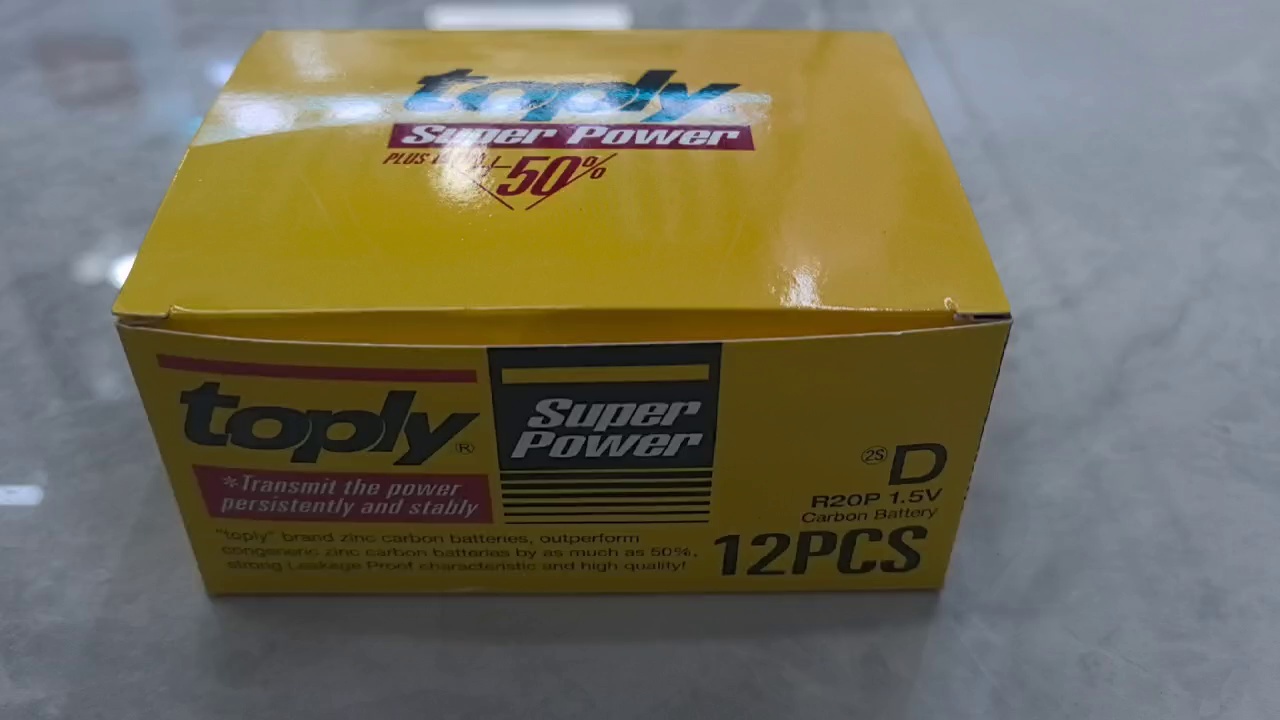 toply
Super Power
PLUS
50%
toply®
*Transmit the power
persistently and stably
"toply" brand zinc carbon batteries, outperform
congeneric zinc carbon batteries by as much as 50%,
strong Leakage Proof characteristic and high quality!
Super
Power
2S D
R20P 1.5V
Carbon Battery
12PCS